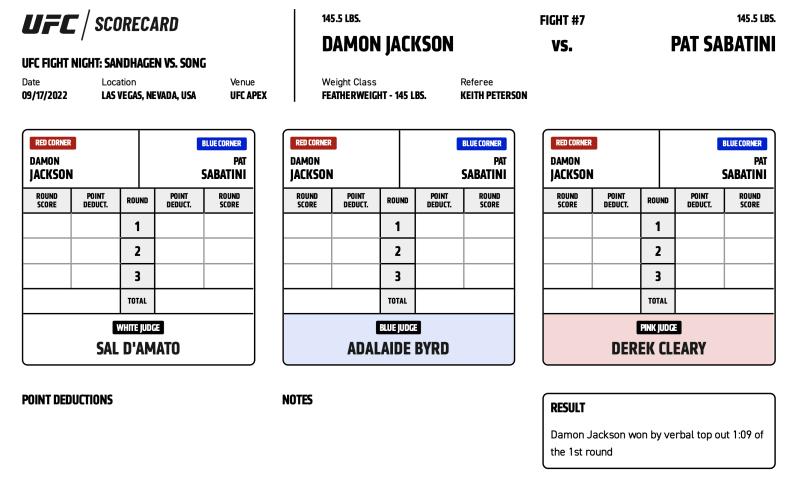 UFC / SCORECARD
UFC FIGHT NIGHT: SANDHAGEN VS. SONG
Date Location Venue
09/17/2022 LAS VEGAS, NEVADA, USA UFC APEX
145.5 LBS. FIGHT #7 145.5 LBS.
DAMON JACKSON VS. PAT SABATINI
Weight Class Referee
FEATHERWEIGHT - 145 LBS. KEITH PETERSON
RED CORNER BLUE CORNER
DAMON PAT
JACKSON SABATINI
ROUND POINT ROUND POINT ROUND
SCORE DEDUCT. DEDUCT. SCORE
1
2
3
TOTAL
WHITE JUDGE
SAL D'AMATO
RED CORNER BLUE CORNER
DAMON PAT
JACKSON SABATINI
ROUND POINT ROUND POINT ROUND
SCORE DEDUCT. DEDUCT. SCORE
1
2
3
TOTAL
BLUE JUDGE
ADALAIDE BYRD
RED CORNER BLUE CORNER
DAMON PAT
JACKSON SABATINI
ROUND POINT ROUND POINT ROUND
SCORE DEDUCT. DEDUCT. SCORE
1
2
3
TOTAL
PINK JUDGE
DEREK CLEARY
POINT DEDUCTIONS
NOTES
RESULT
Damon Jackson won by verbal top out 1:09 of
the 1st round